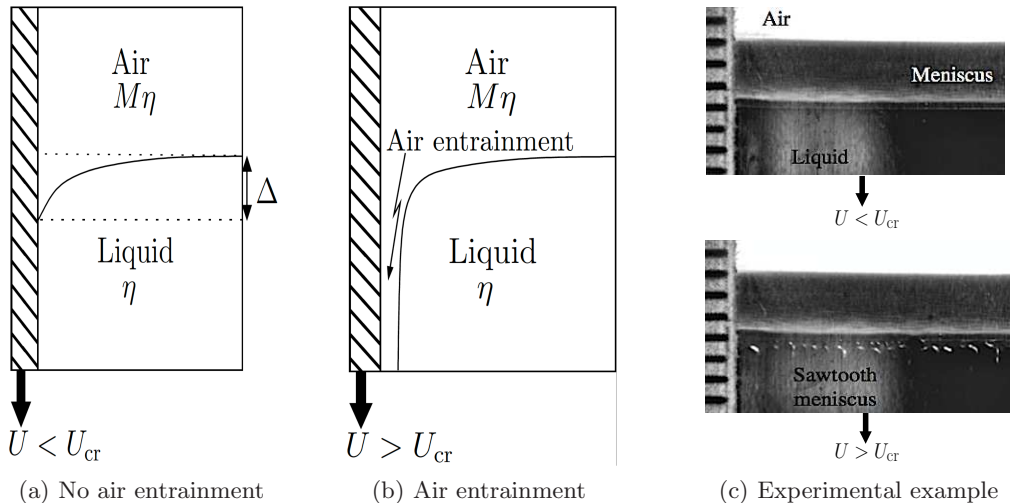 Air
Mη
Δ
Liquid
η
U < U_cr
(a) No air entrainment
Air
Mη
Air entrainment
Liquid
η
U > U_cr
(b) Air entrainment
Air
Meniscus
Liquid
U < U_cr
Sawtooth
meniscus
U > U_cr
(c) Experimental example